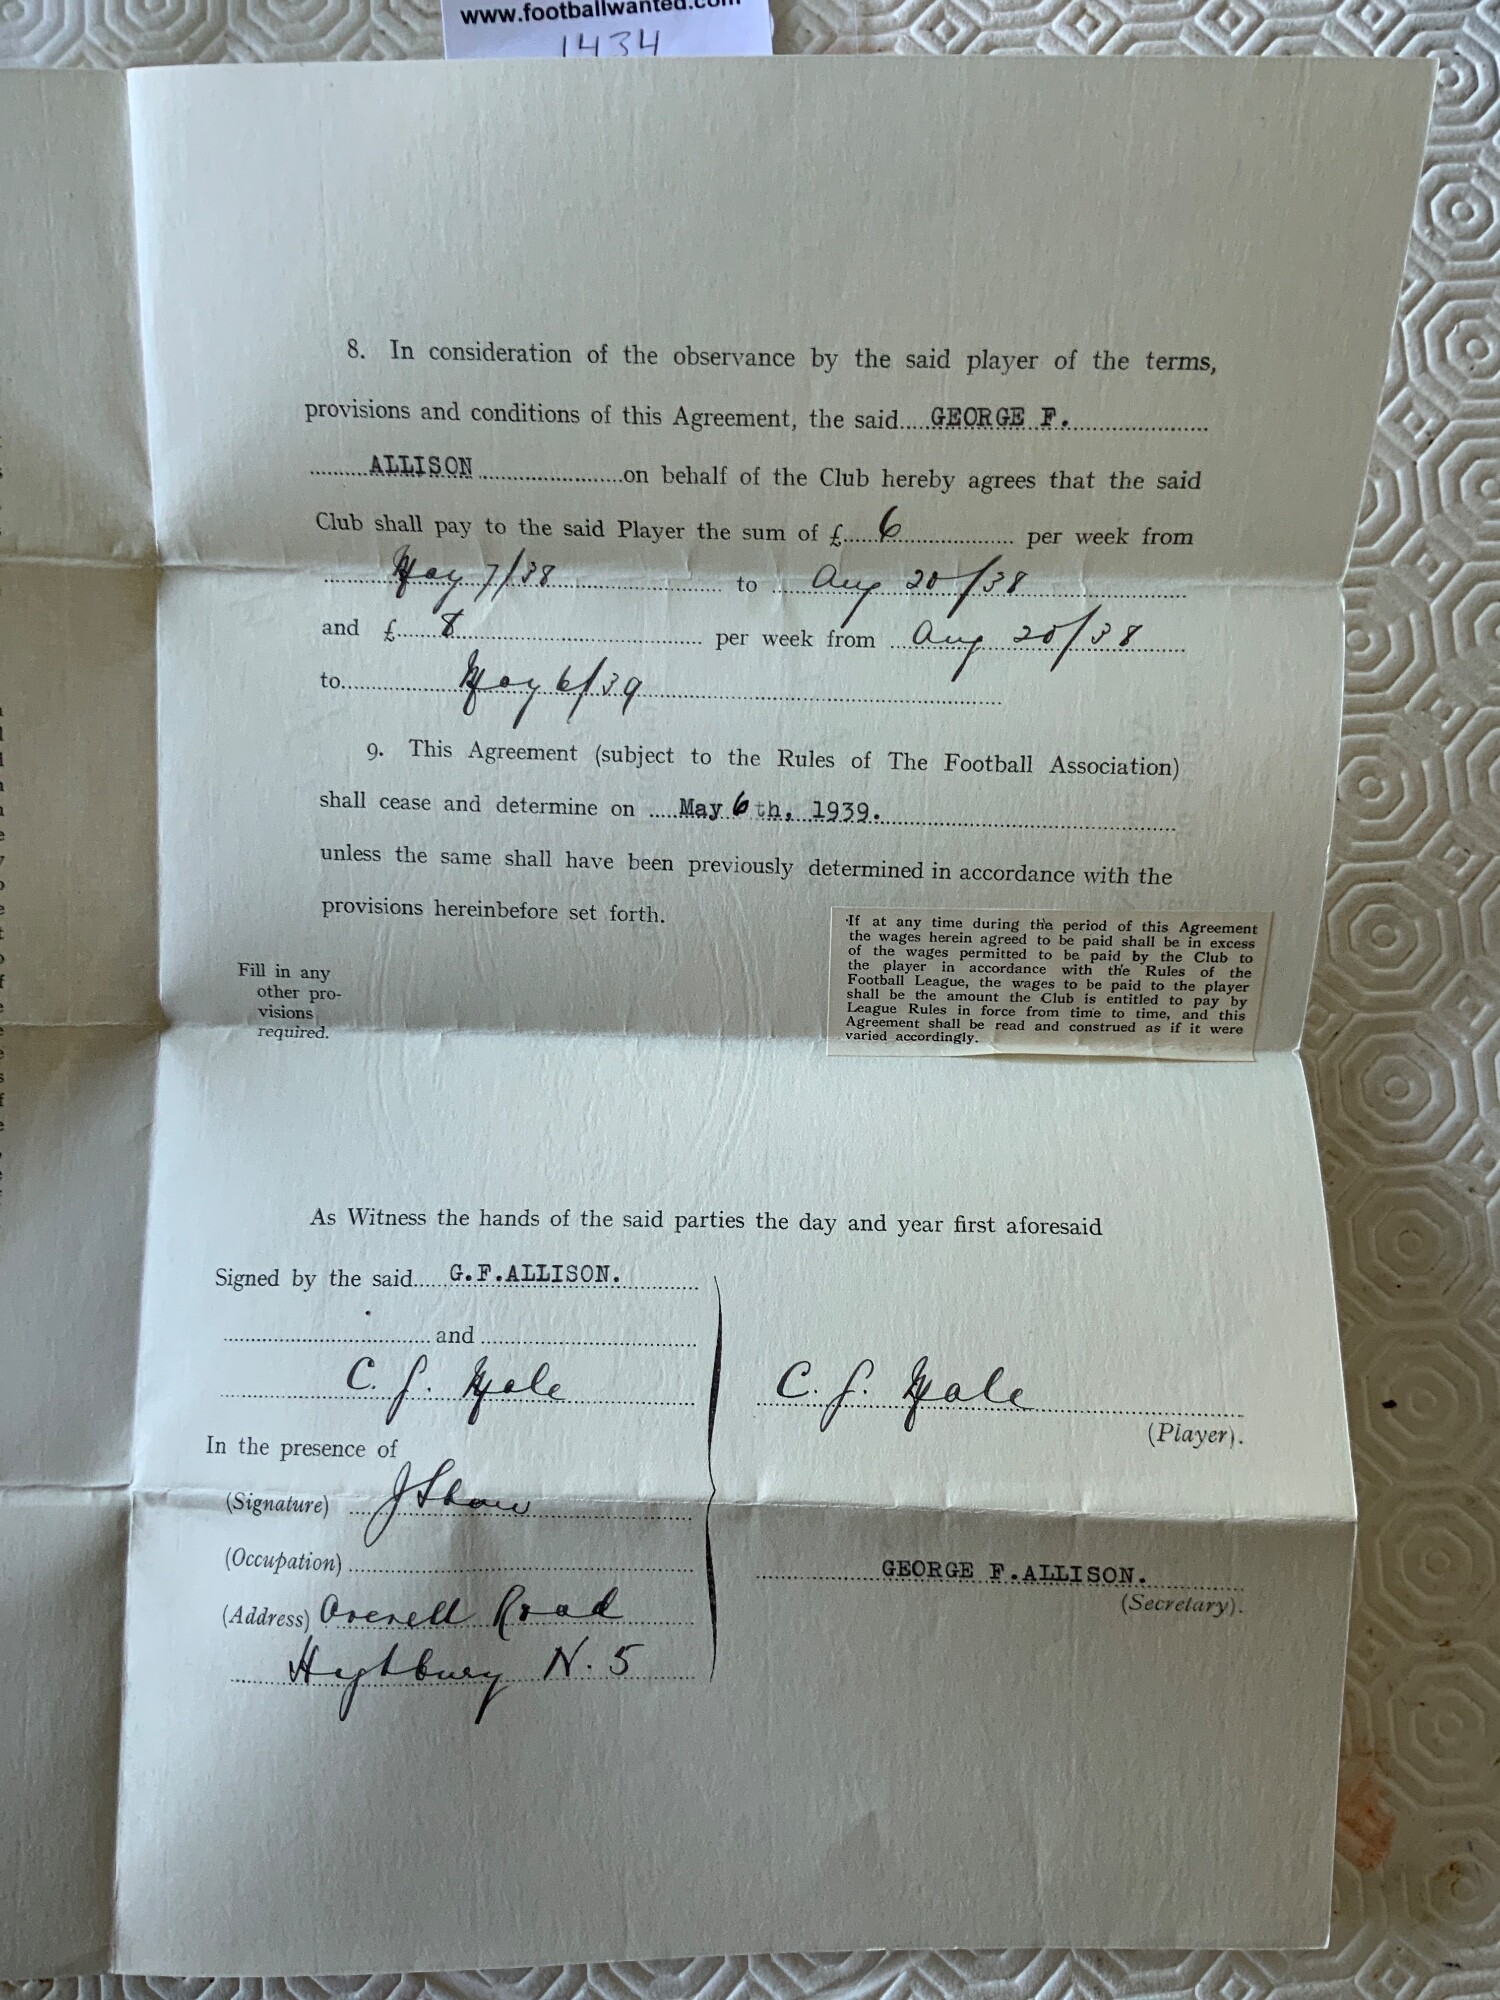 www.footballwanted.com
1434
8. In consideration of the observance by the said player of the terms,
provisions and conditions of this Agreement, the said.....GEORGE F.
ALLISON on behalf of the Club hereby agrees that the said
Club shall pay to the said Player the sum of £ 6 per week from
May 7/38 to Aug 20/38
and £ 8 per week from Aug 20/38
to May 6/39
9. This Agreement (subject to the Rules of The Football Association)
shall cease and determine on May 6th, 1939.
unless the same shall have been previously determined in accordance with the
provisions hereinbefore set forth.
If at any time during the period of this Agreement
the wages herein agreed to be paid shall be in excess
of the wages permitted to be paid by the Club to
the player in accordance with the Rules of the
Football League, the wages to be paid to the player
shall be the amount the Club is entitled to pay by
League Rules in force from time to time, and this
Agreement shall be read and construed as if it were
varied accordingly.
Fill in any
other pro-
visions
required.
As Witness the hands of the said parties the day and year first aforesaid
Signed by the said G.F.ALLISON.
and
C. J.
In the presence of
(Signature) J Shaw
(Occupation)
(Address) Avenell Road
Highbury N. 5
C. J.
(Player).
GEORGE F.ALLISON.
(Secretary).